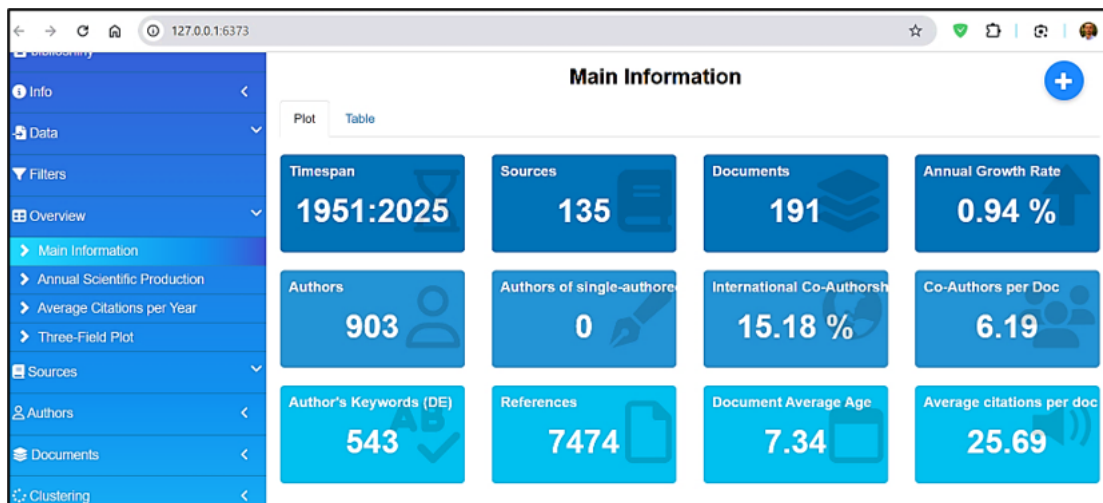 127.0.0.1:6373
biblioshiny
Info
Data
Filters
Overview
Main Information
Annual Scientific Production
Average Citations per Year
Three-Field Plot
Sources
Authors
Documents
Clustering
Main Information
Plot Table
Timespan
1951:2025
Sources
135
Documents
191
Annual Growth Rate
0.94 %
Authors
903
Authors of single-authore
0
International Co-Authorsh
15.18 %
Co-Authors per Doc
6.19
Author's Keywords (DE)
543
References
7474
Document Average Age
7.34
Average citations per doc
25.69
AB